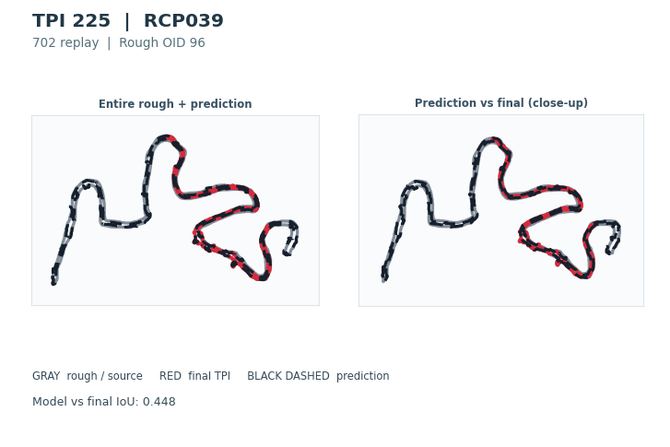 TPI 225 | RCP039
702 replay | Rough OID 96
Entire rough + prediction
Prediction vs final (close-up)
GRAY rough / source RED final TPI BLACK DASHED prediction
Model vs final IoU: 0.448